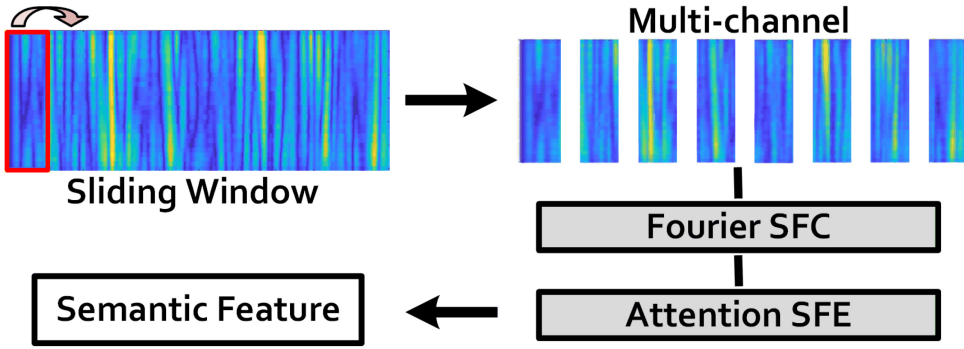 Multi-channel
Sliding Window
Fourier SFC
Semantic Feature
Attention SFE